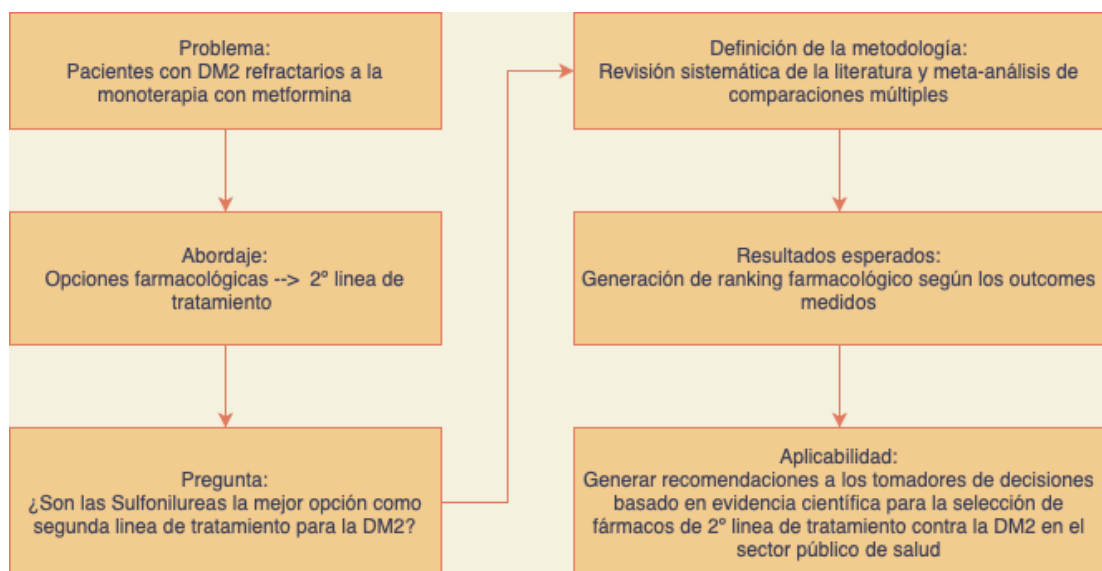 Problema:
Pacientes con DM2 refractarios a la
monoterapia con metformina
Abordaje:
Opciones farmacológicas --> 2º linea de
tratamiento
Pregunta:
¿Son las Sulfonilureas la mejor opción como
segunda linea de tratamiento para la DM2?
Definición de la metodología:
Revisión sistemática de la literatura y meta-análisis de
comparaciones múltiples
Resultados esperados:
Generación de ranking farmacológico según los outcomes
medidos
Aplicabilidad:
Generar recomendaciones a los tomadores de decisiones
basado en evidencia científica para la selección de
fármacos de 2º linea de tratamiento contra la DM2 en el
sector público de salud